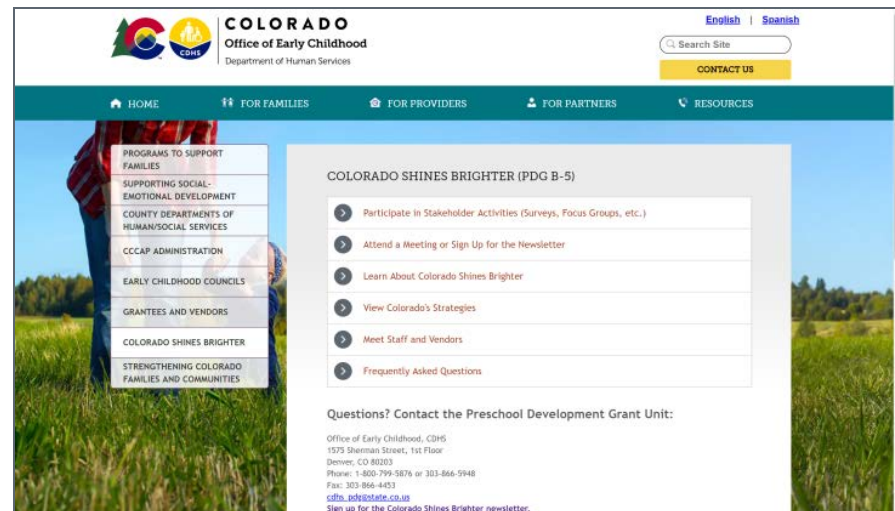 COLORADO
Office of Early Childhood
Department of Human Services
CDHS
English | Spanish
Search Site
CONTACT US
HOME
FOR FAMILIES
FOR PROVIDERS
FOR PARTNERS
RESOURCES
PROGRAMS TO SUPPORT
FAMILIES
SUPPORTING SOCIAL-
EMOTIONAL DEVELOPMENT
COUNTY DEPARTMENTS OF
HUMAN/SOCIAL SERVICES
CCCAP ADMINISTRATION
EARLY CHILDHOOD COUNCILS
GRANTEES AND VENDORS
COLORADO SHINES BRIGHTER
STRENGTHENING COLORADO
FAMILIES AND COMMUNITIES
COLORADO SHINES BRIGHTER (PDG B-5)
Participate in Stakeholder Activities (Surveys, Focus Groups, etc.)
Attend a Meeting or Sign Up for the Newsletter
Learn About Colorado Shines Brighter
View Colorado's Strategies
Meet Staff and Vendors
Frequently Asked Questions
Questions? Contact the Preschool Development Grant Unit:
Office of Early Childhood, CDHS
1575 Sherman Street, 1st Floor
Denver, CO 80203
Phone: 1-800-799-5876 or 303-866-5948
Fax: 303-866-4453
cdhs_pdg@state.co.us
Sign up for the Colorado Shines Brighter newsletter.